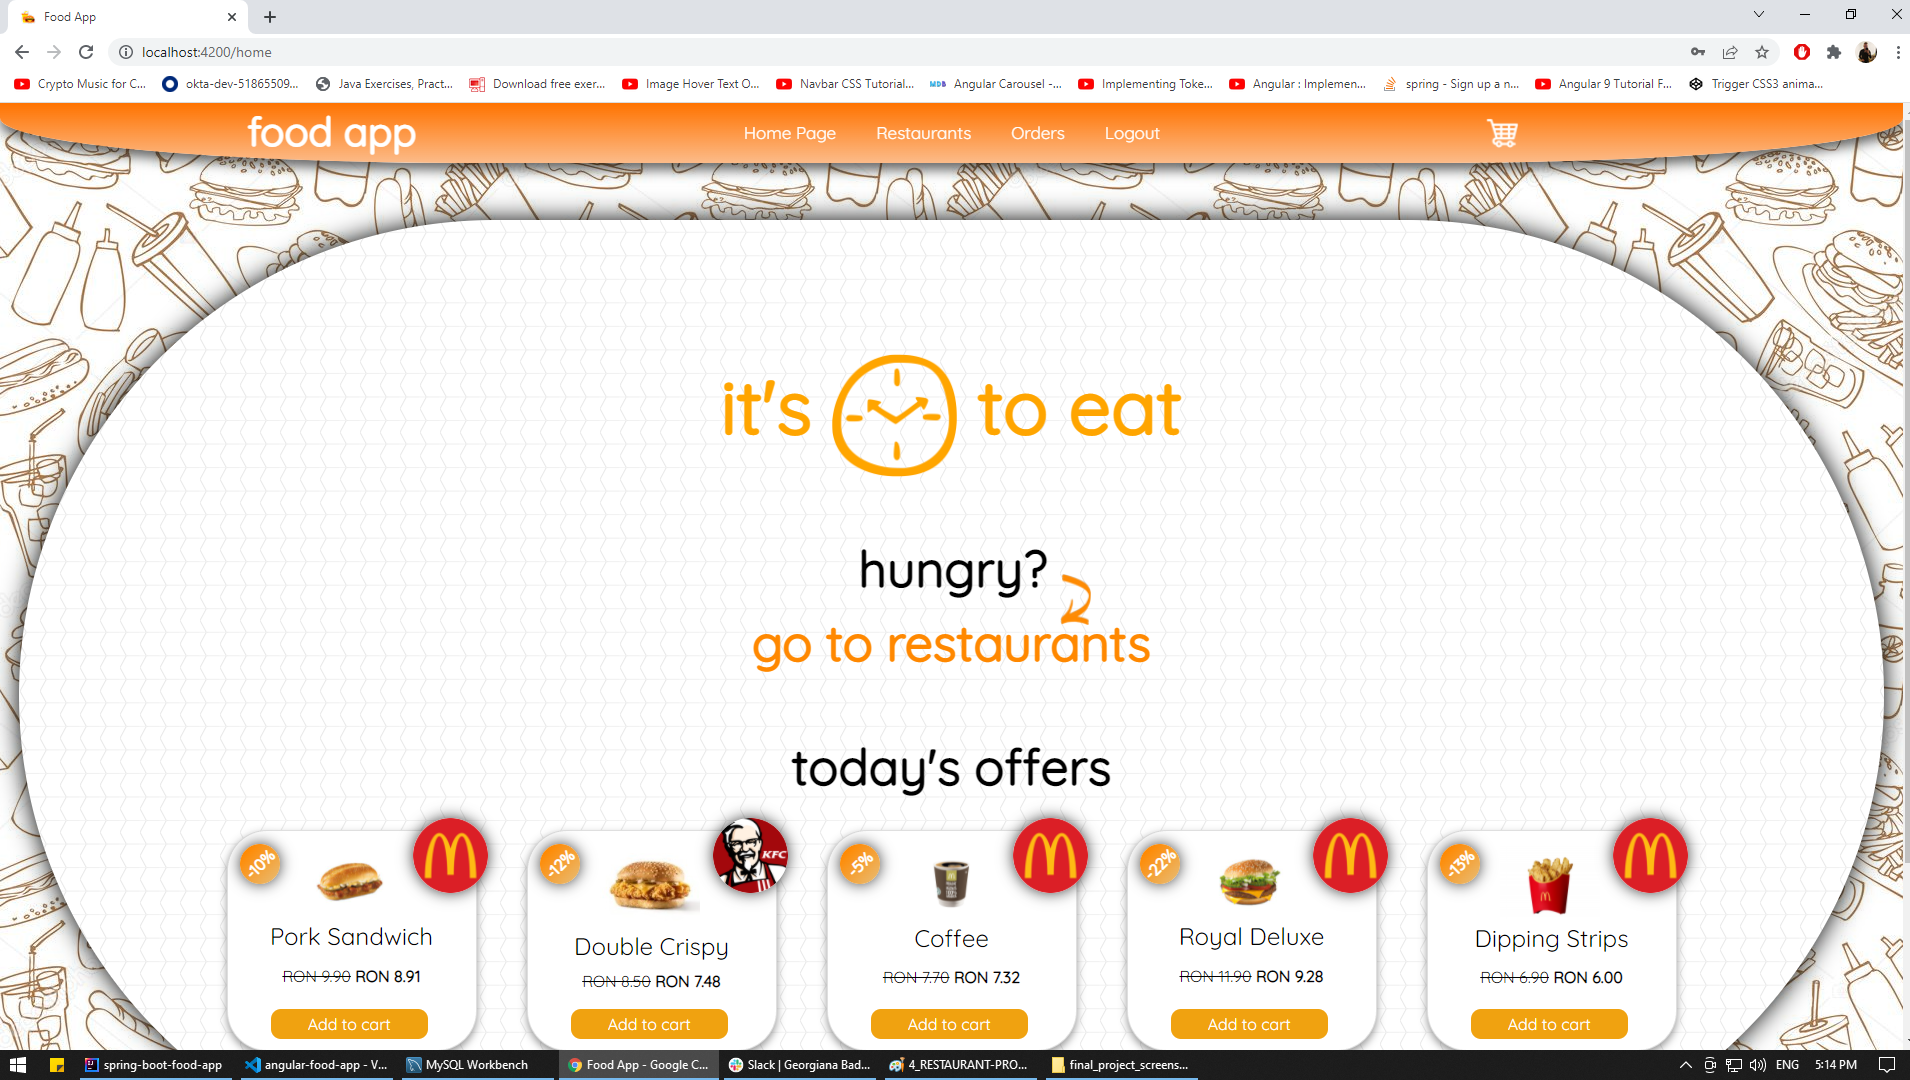 Food App
localhost:4200/home
Crypto Music for C... okta-dev-51865509... Java Exercises, Pract... Download free exer... Image Hover Text O... Navbar CSS Tutorial... MDB Angular Carousel -... Implementing Toke... Angular : Implemen... spring - Sign up a n... Angular 9 Tutorial F... Trigger CSS3 anima...
food app Home Page Restaurants Orders Logout
it's to eat
hungry?
go to restaurants
today's offers
-10% -12% KFC -5% -22% -13%
Pork Sandwich Double Crispy Coffee Royal Deluxe Dipping Strips
RON 9.90 RON 8.91 RON 8.50 RON 7.48 RON 7.70 RON 7.32 RON 11.90 RON 9.28 RON 6.90 RON 6.00
Add to cart Add to cart Add to cart Add to cart Add to cart
spring-boot-food-app angular-food-app - V... MySQL Workbench Food App - Google C... Slack | Georgiana Bad... 4_RESTAURANT-PRO... final_project_screens... ENG 5:14 PM